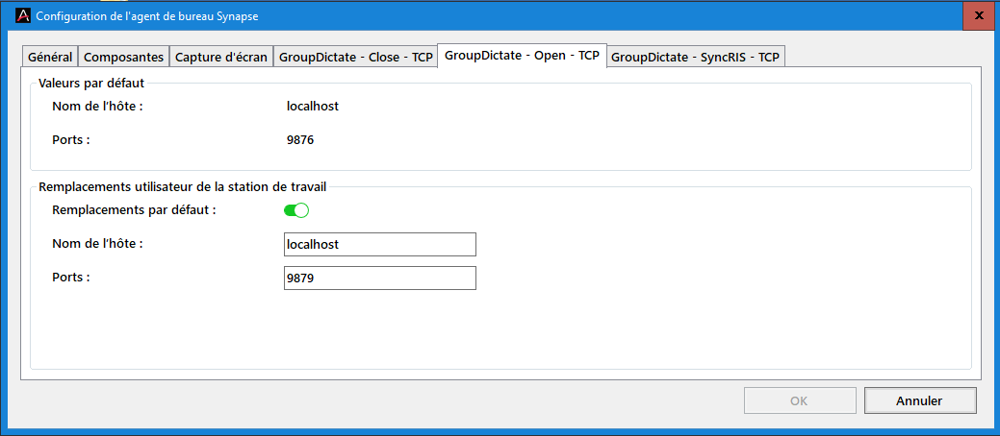 Configuration de l'agent de bureau Synapse
x
Général Composantes Capture d'écran GroupDictate - Close - TCP GroupDictate - Open - TCP GroupDictate - SyncRIS - TCP
Valeurs par défaut
Nom de l'hôte : localhost
Ports : 9876
Remplacements utilisateur de la station de travail
Remplacements par défaut :
Nom de l'hôte : localhost
Ports : 9879
OK Annuler